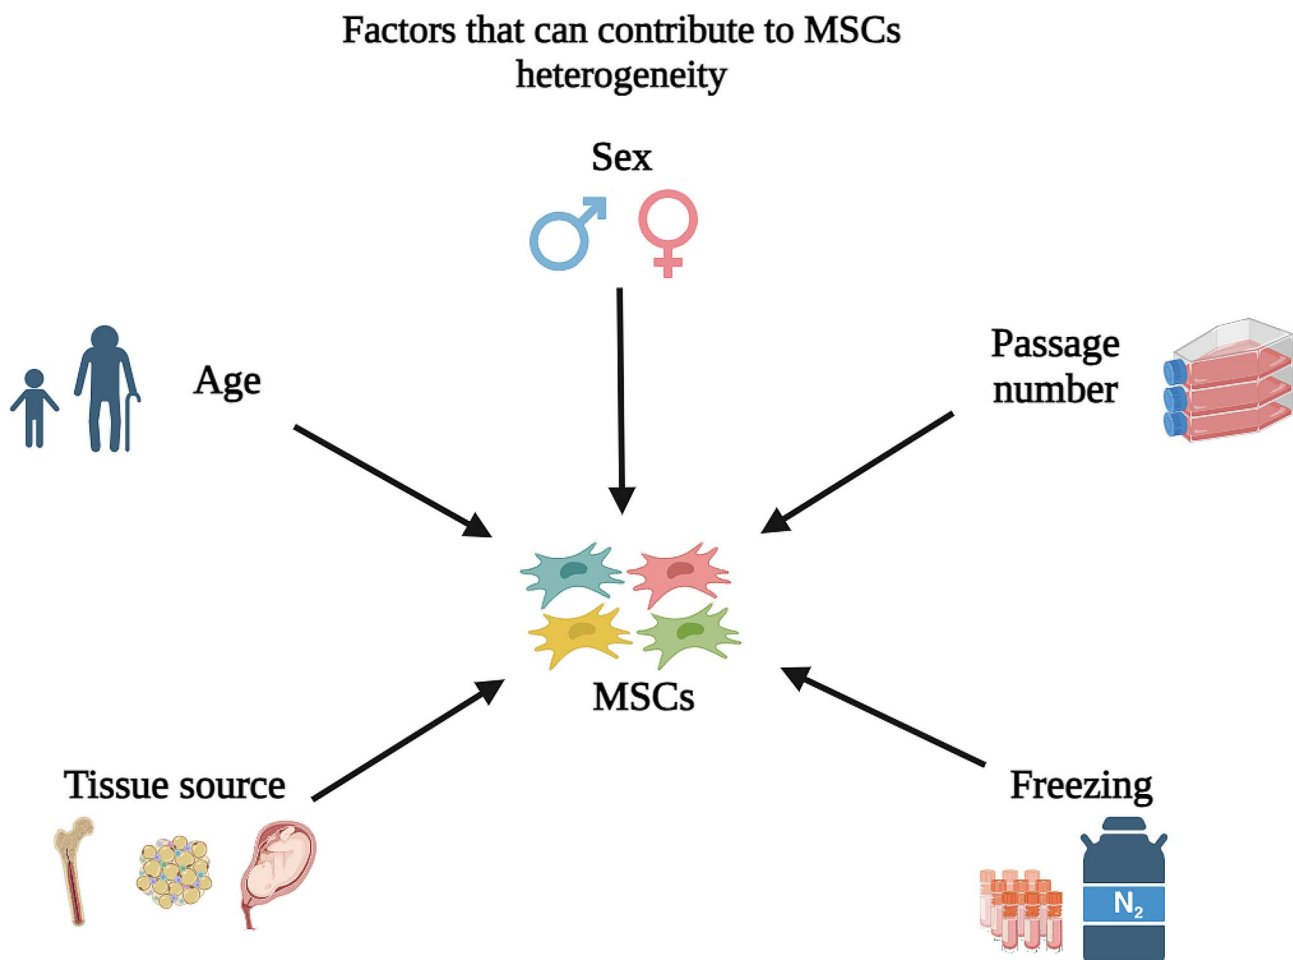 Factors that can contribute to MSCs
heterogeneity
Sex
Age
Passage
number
MSCs
Tissue source
Freezing
N₂